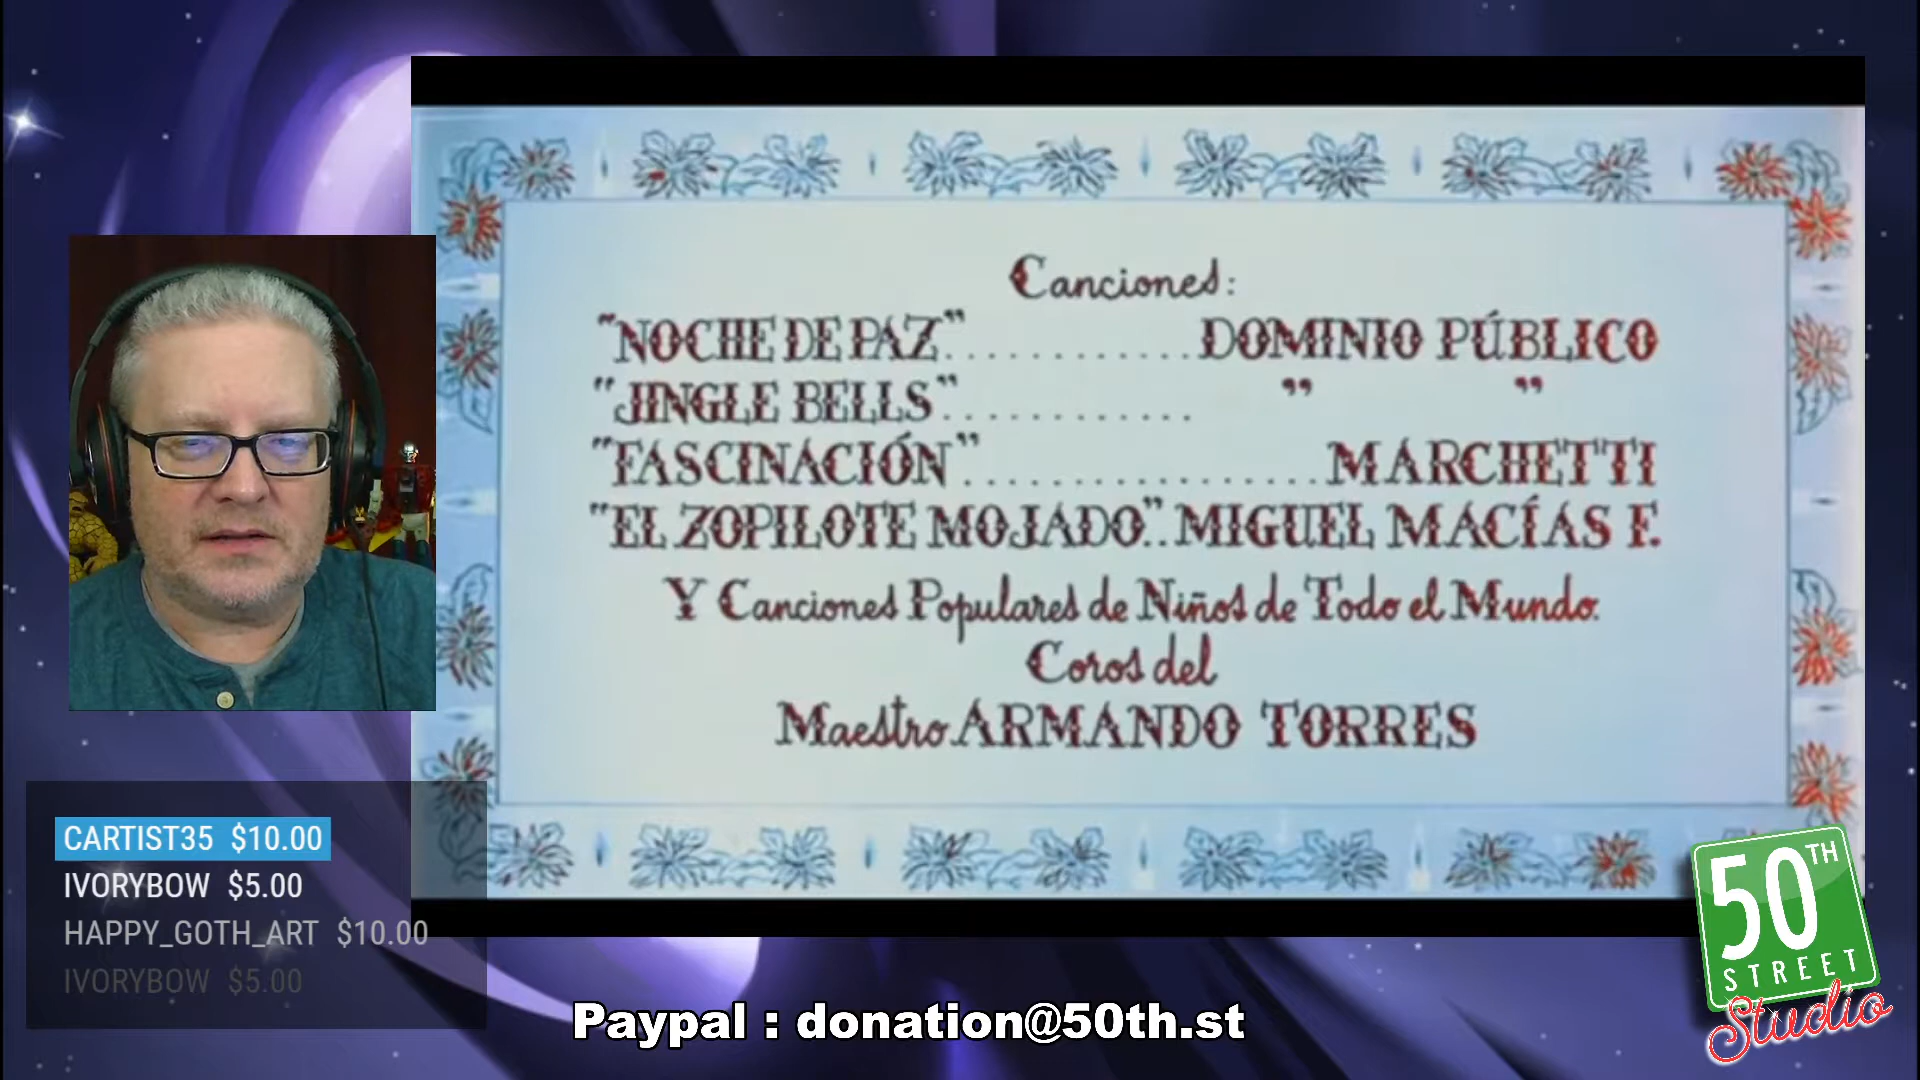 Canciones:
"NOCHE DE PAZ"............DOMINIO PÚBLICO
"JINGLE BELLS"............ " "
"FASCINACIÓN"..................MARCHETTI
"EL ZOPILOTE MOJADO"..MIGUEL MACÍAS F.
Y Canciones Populares de Niños de Todo el Mundo.
Coros del
Maestro ARMANDO TORRES
CARTIST35 $10.00
IVORYBOW $5.00
HAPPY_GOTH_ART $10.00
IVORYBOW $5.00
Paypal : donation@50th.st
50TH
STREET
Studio